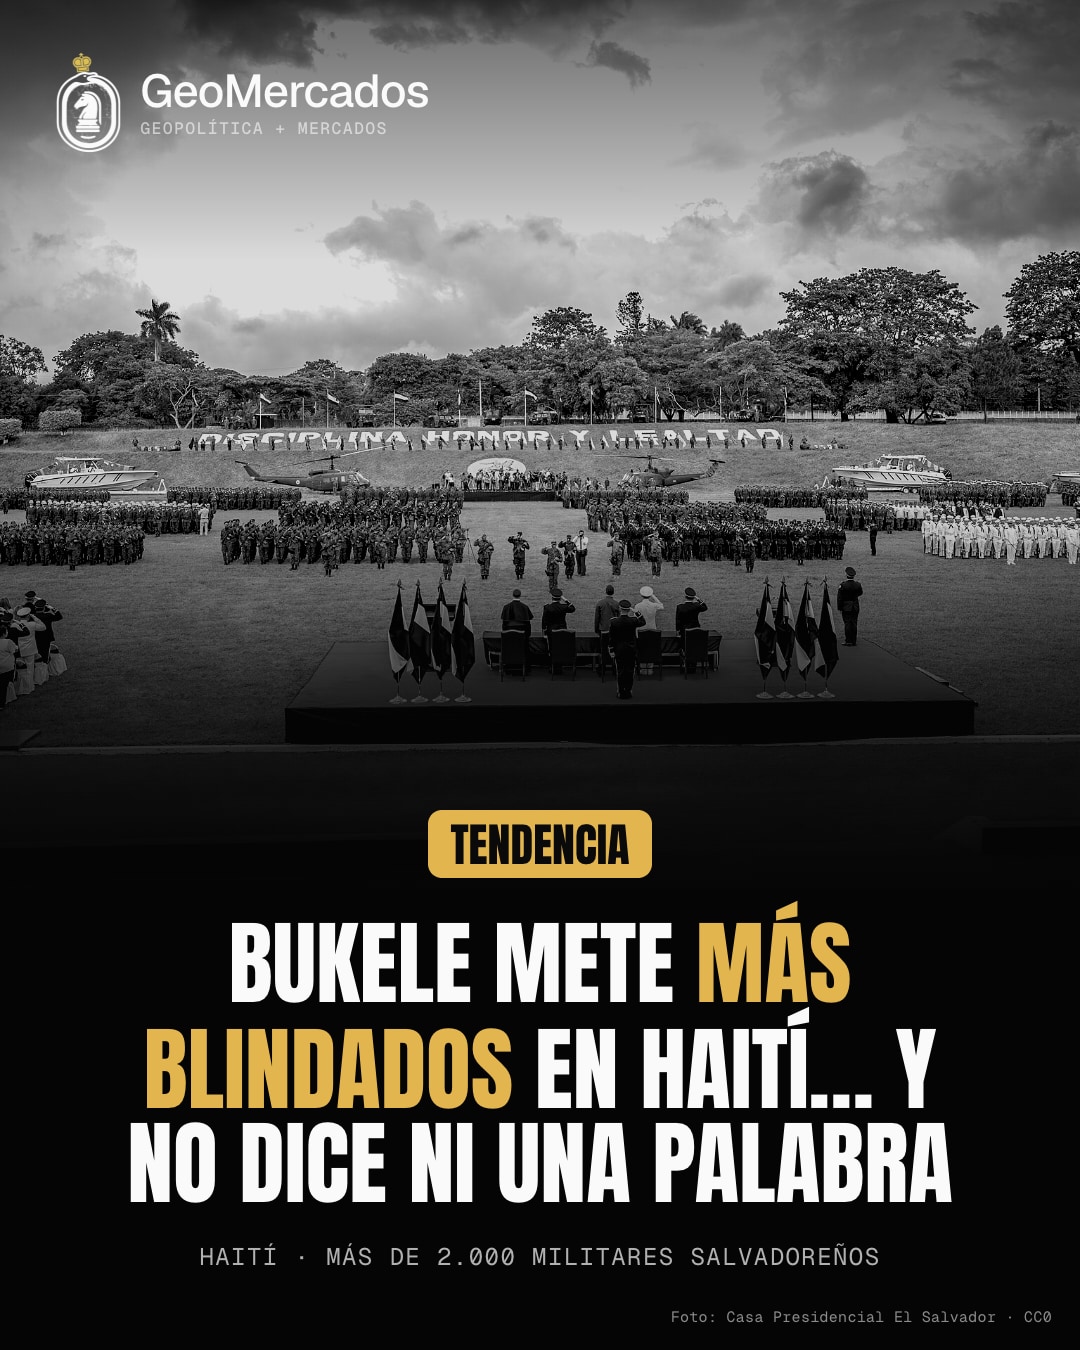 GeoMercados
GEOPOLÍTICA + MERCADOS
DISCIPLINA HONOR Y LEALTAD
TENDENCIA
BUKELE METE MÁS
BLINDADOS EN HAITÍ... Y
NO DICE NI UNA PALABRA
HAITÍ · MÁS DE 2.000 MILITARES SALVADOREÑOS
Foto: Casa Presidencial El Salvador · CC0